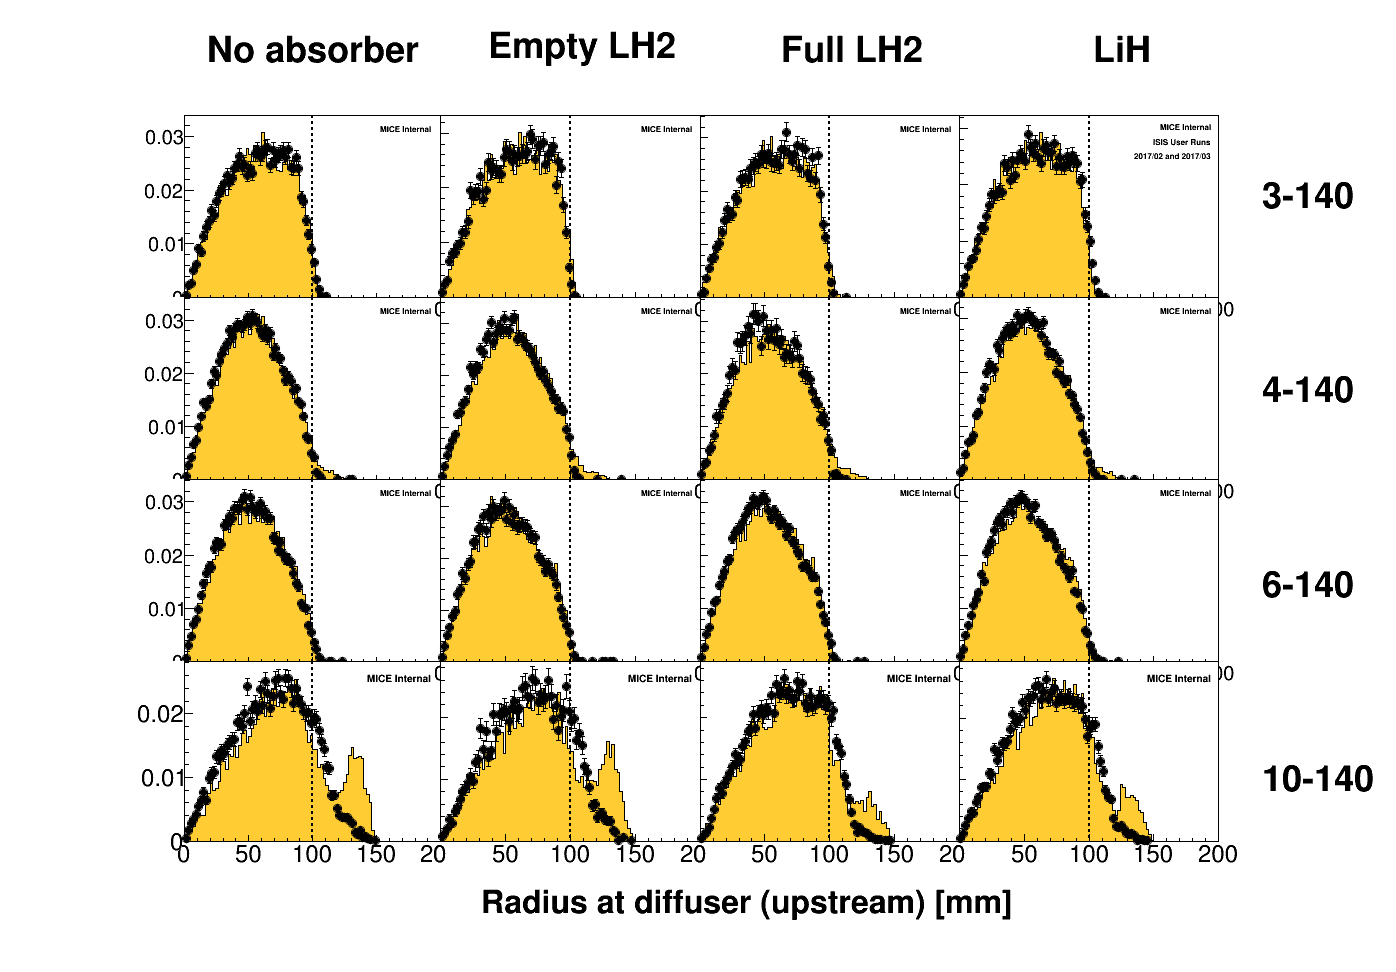 No absorber Empty LH2 Full LH2 LiH
0.03 MICE Internal MICE Internal MICE Internal MICE Internal
ISIS User Runs
2017/02 and 2017/03
0.02 3-140
0.01
0.03 MICE Internal MICE Internal MICE Internal MICE Internal
0.02 4-140
0.01
0.03 MICE Internal MICE Internal MICE Internal MICE Internal
0.02 6-140
0.01
MICE Internal MICE Internal MICE Internal MICE Internal
0.02
0.01 10-140
0
0 50 100 150 20 50 100 150 20 50 100 150 20 50 100 150 200
Radius at diffuser (upstream) [mm]